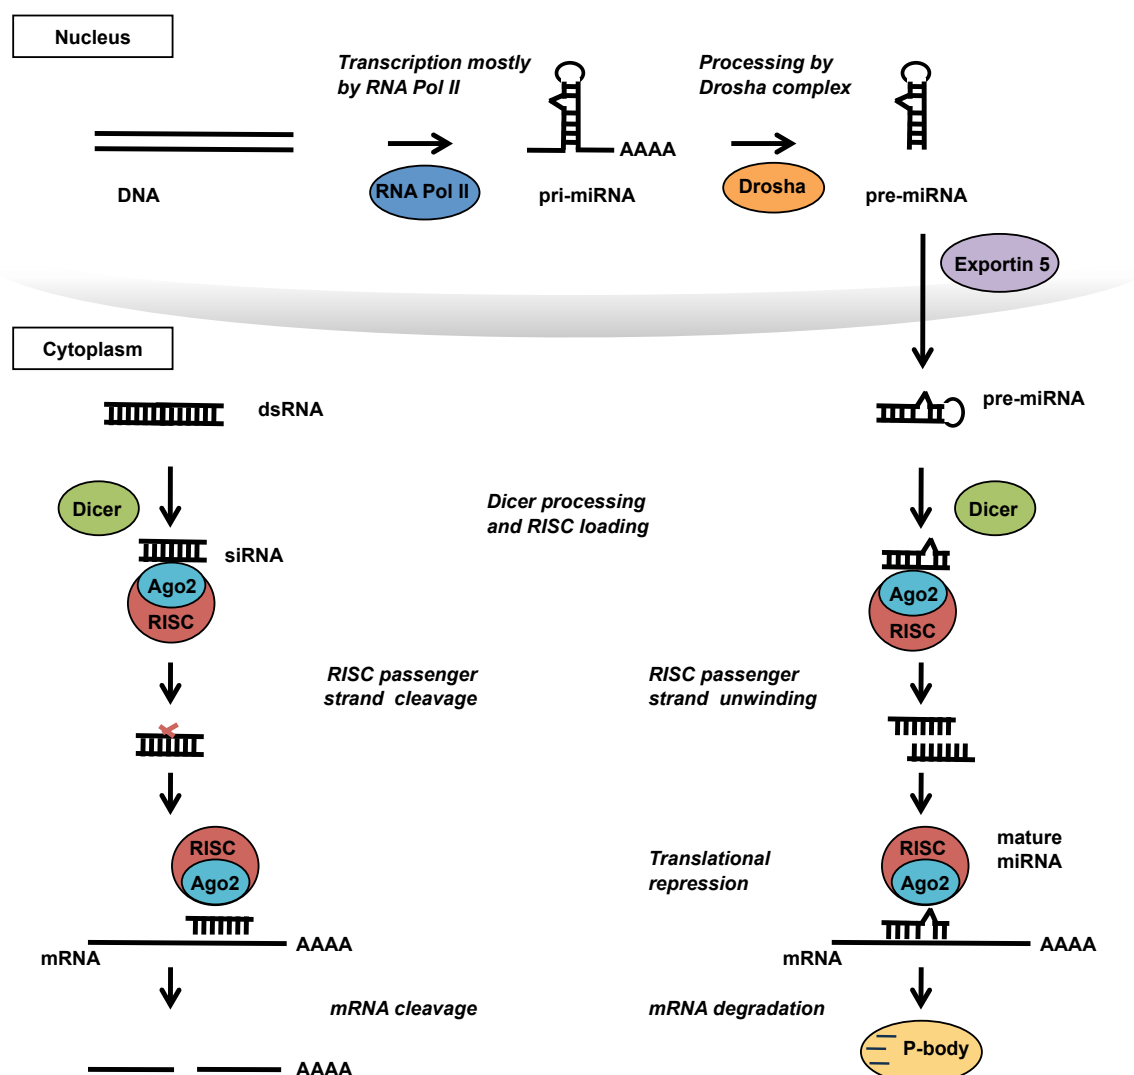 Nucleus
Transcription mostly
by RNA Pol II
Processing by
Drosha complex
AAAA
DNA
RNA Pol II
pri-miRNA
Drosha
pre-miRNA
Exportin 5
Cytoplasm
dsRNA
pre-miRNA
Dicer
Dicer processing
and RISC loading
Dicer
siRNA
Ago2
RISC
Ago2
RISC
RISC passenger
strand cleavage
RISC passenger
strand unwinding
RISC
Ago2
Translational
repression
RISC
Ago2
mature
miRNA
mRNA
AAAA
mRNA
AAAA
mRNA cleavage
mRNA degradation
P-body
AAAA